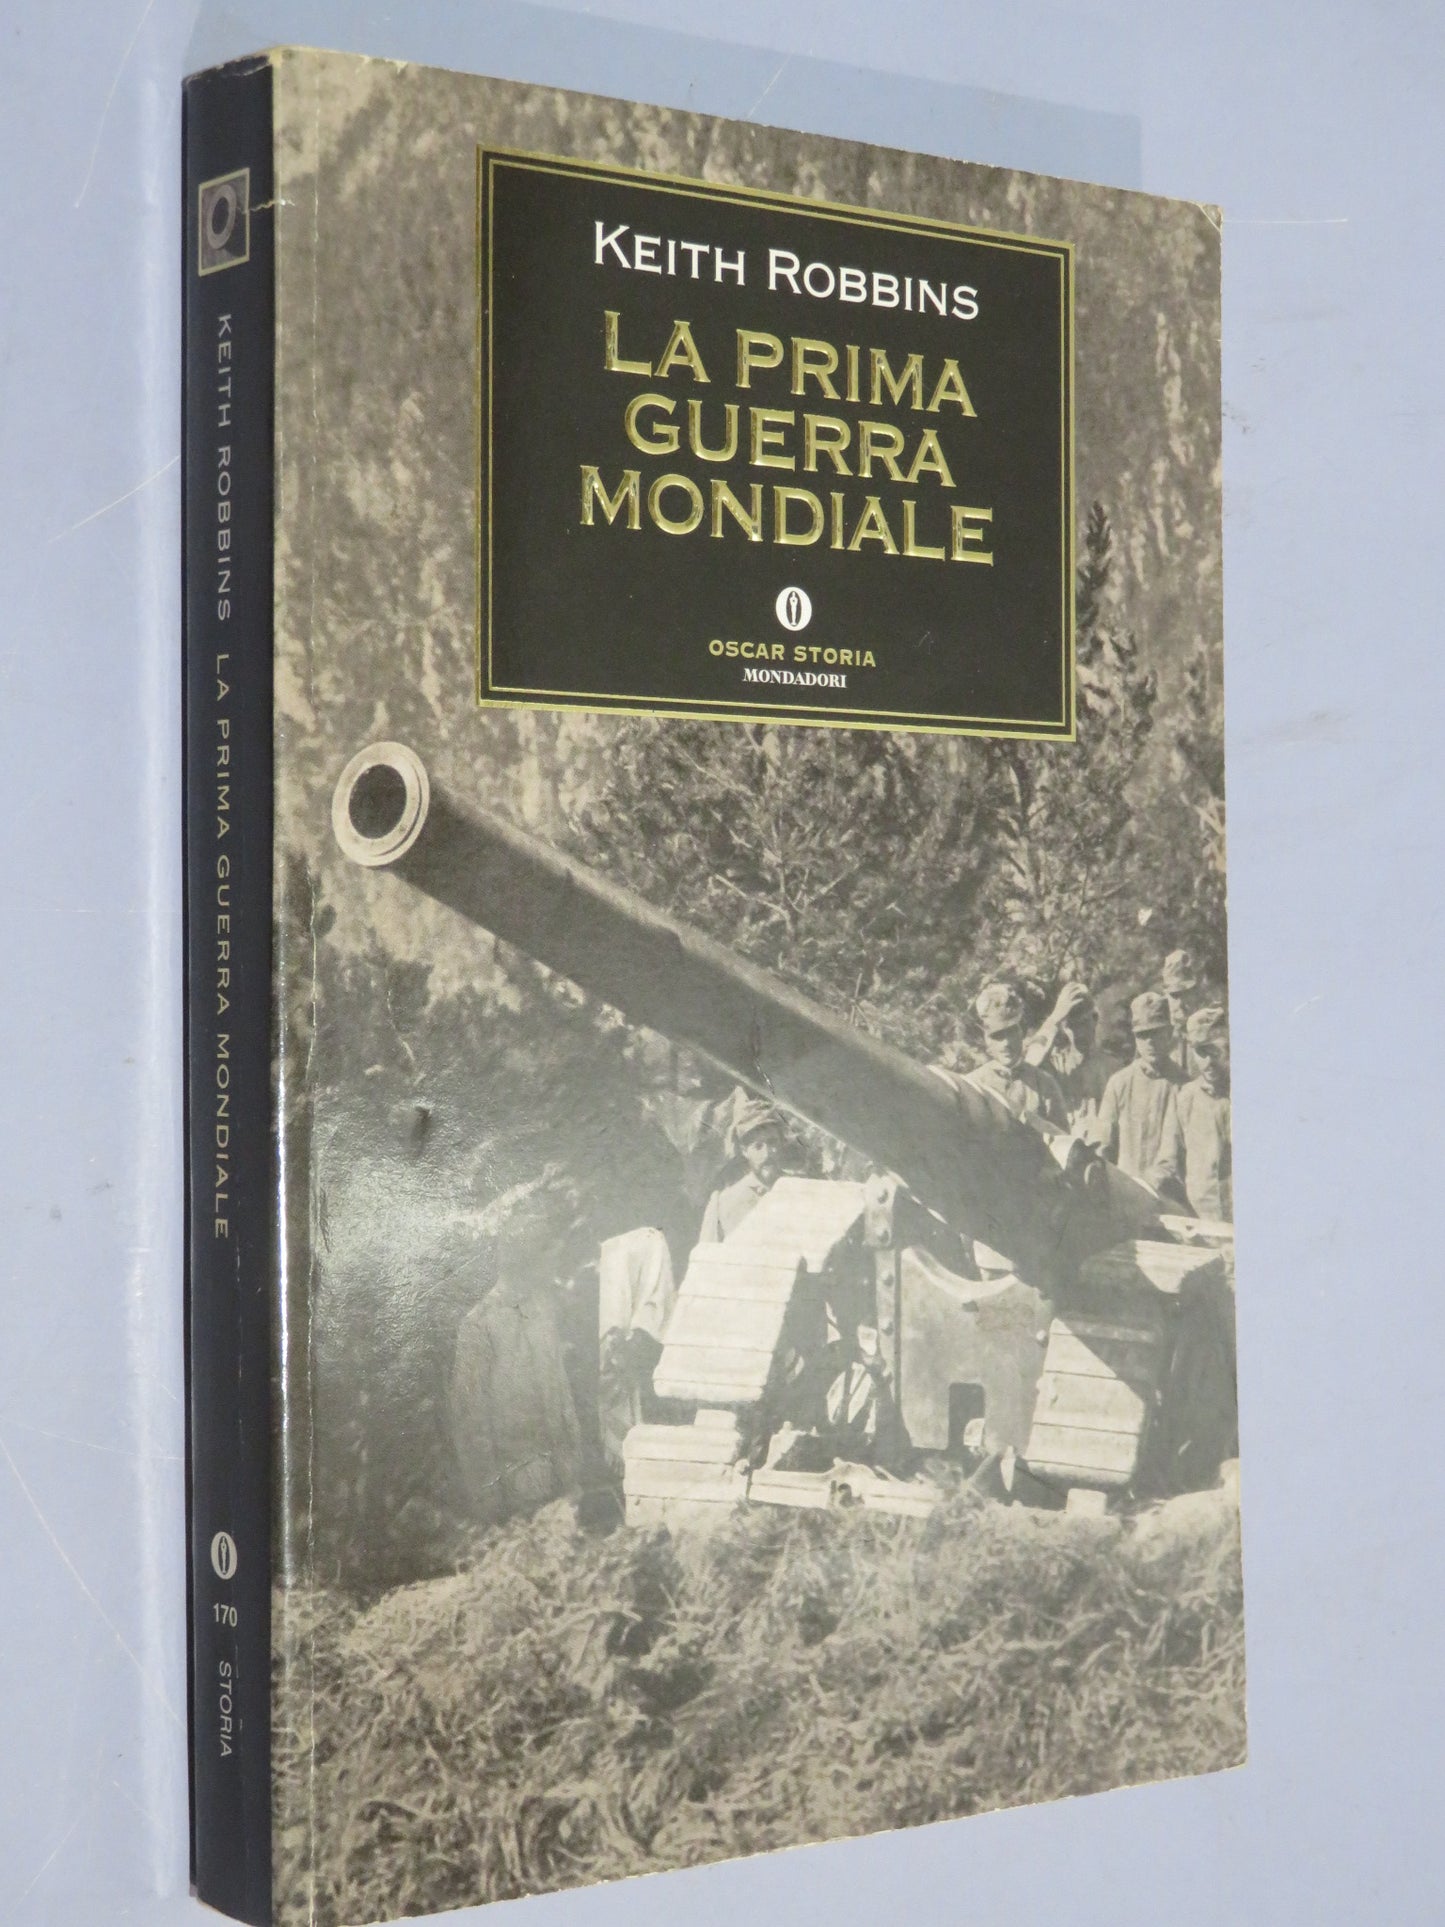 KEITH ROBBINS
LA PRIMA
GUERRA
MONDIALE
OSCAR STORIA
MONDADORI
KEITH ROBBINS LA PRIMA GUERRA MONDIALE
170 STORIA